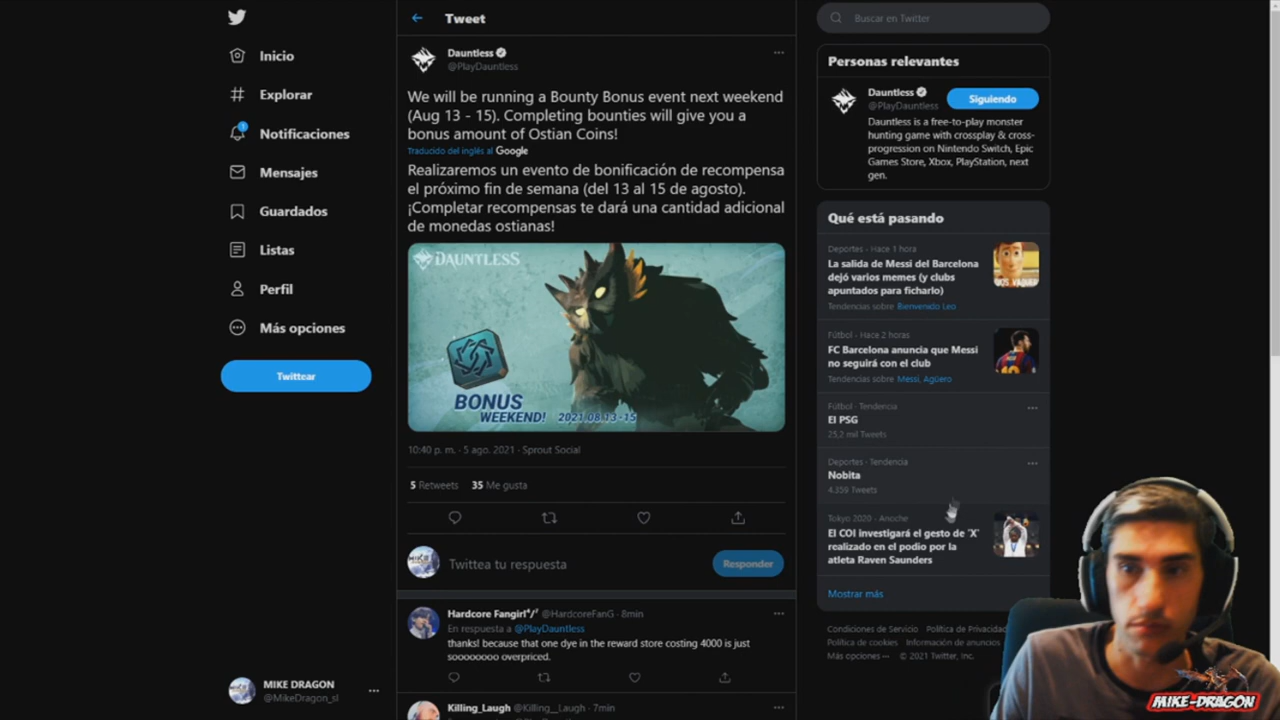 Inicio
Explorar
Notificaciones
Mensajes
Guardados
Listas
Perfil
Más opciones
Twittear
MIKE DRAGON
@MikeDragon_sl
Tweet
Dauntless
@PlayDauntless
We will be running a Bounty Bonus event next weekend
(Aug 13 - 15). Completing bounties will give you a
bonus amount of Ostian Coins!
Traducido del inglés al Google
Realizaremos un evento de bonificación de recompensa
el próximo fin de semana (del 13 al 15 de agosto).
¡Completar recompensas te dará una cantidad adicional
de monedas ostianas!
DAUNTLESS
BONUS
WEEKEND! 2021.08.13-15
10:40 p. m. · 5 ago. 2021 · Sprout Social
5 Retweets 35 Me gusta
Twittea tu respuesta
Responder
Hardcore Fangirl @HardcoreFanG · 8min
En respuesta a @PlayDauntless
thanks! because that one dye in the reward store costing 4000 is just
soooooooo overpriced.
Killing_Laugh @Killing__Laugh · 7min
Buscar en Twitter
Personas relevantes
Dauntless
@PlayDauntless
Siguiendo
Dauntless is a free-to-play monster
hunting game with crossplay & cross-
progression on Nintendo Switch, Epic
Games Store, Xbox, PlayStation, next
gen.
Qué está pasando
Deportes · Hace 1 hora
La salida de Messi del Barcelona
dejó varios memes (y clubs
apuntados para ficharlo)
Tendencias sobre Bienvenido Leo
Fútbol · Hace 2 horas
FC Barcelona anuncia que Messi
no seguirá con el club
Tendencias sobre Messi, Agüero
Fútbol · Tendencia
El PSG
25,2 mil Tweets
Deportes · Tendencia
Nobita
4.359 Tweets
Tokyo 2020 · Anoche
El COI investigará el gesto de 'X'
realizado en el podio por la
atleta Raven Saunders
Mostrar más
Condiciones de Servicio Política de Privacidad
Política de cookies Información de anuncios
Más opciones © 2021 Twitter, Inc.
MIKE-DRAGON